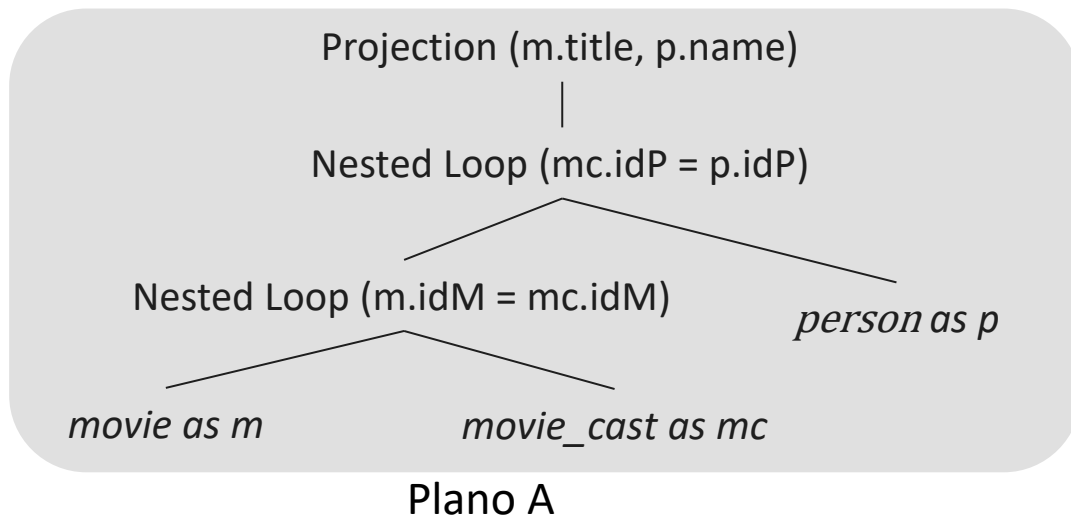 Projection (m.title, p.name)
Nested Loop (mc.idP = p.idP)
Nested Loop (m.idM = mc.idM)
person as p
movie as m
movie_cast as mc
Plano A